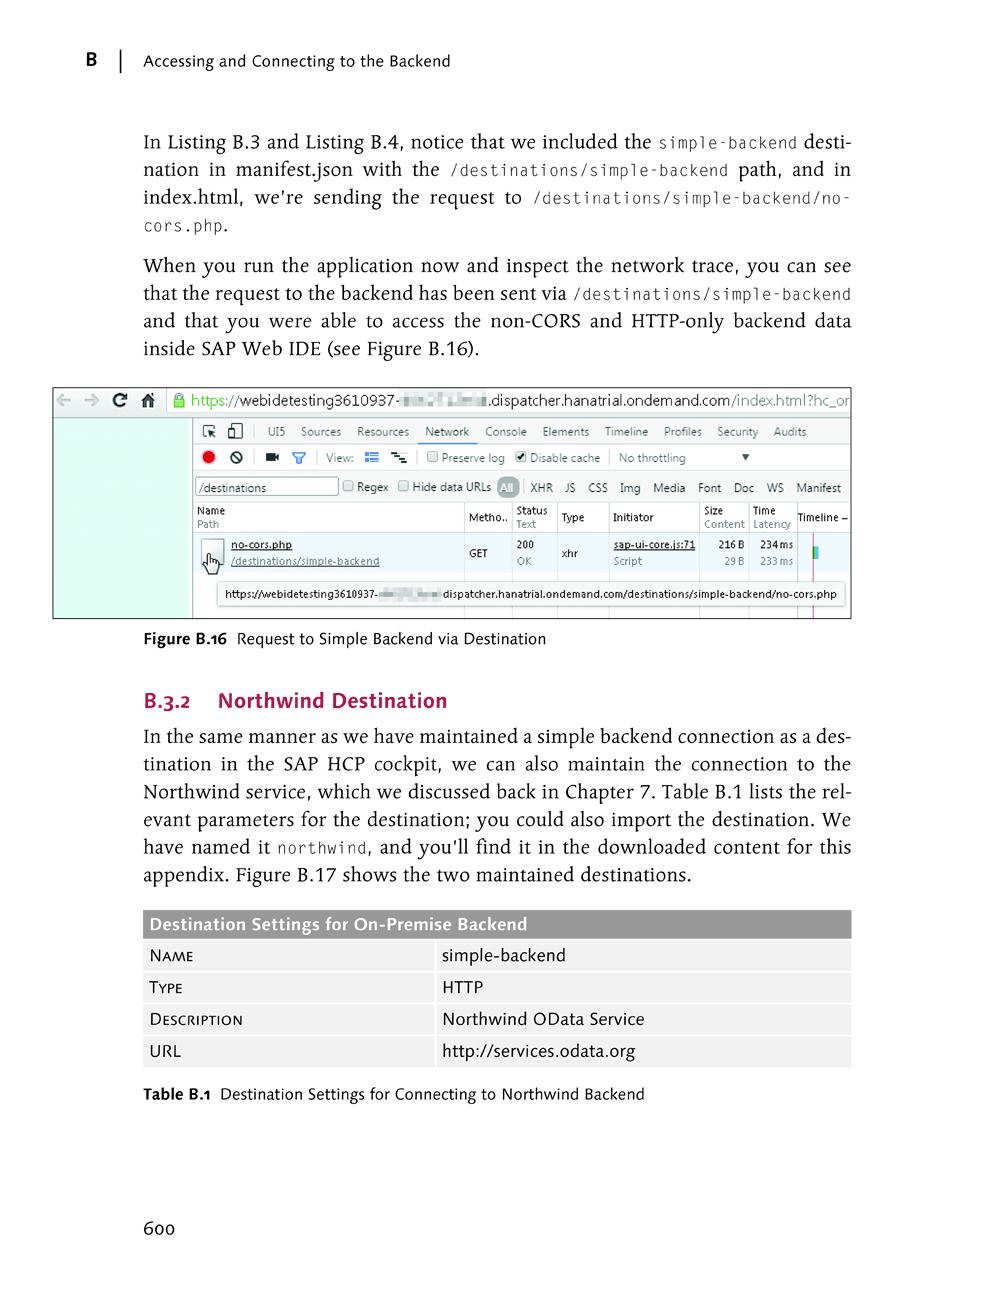 B | Accessing and Connecting to the Backend
In Listing B.3 and Listing B.4, notice that we included the simple-backend desti-
nation in manifest.json with the /destinations/simple-backend path, and in
index.html, we're sending the request to /destinations/simple-backend/no-
cors.php.
When you run the application now and inspect the network trace, you can see
that the request to the backend has been sent via /destinations/simple-backend
and that you were able to access the non-CORS and HTTP-only backend data
inside SAP Web IDE (see Figure B.16).
https://webidetesting3610937- .dispatcher.hanatrial.ondemand.com/index.html?hc_or
UI5 Sources Resources Network Console Elements Timeline Profiles Security Audits
View: Preserve log Disable cache No throttling
/destinations Regex Hide data URLs All XHR JS CSS Img Media Font Doc WS Manifest
Name Metho.. Status Type Initiator Size Time Timeline –
Path Text Content Latency
no-cors.php GET 200 xhr sap-ui-core.js:71 216 B 234 ms
/destinations/simple-backend OK Script 29 B 233 ms
https://webidetesting3610937- dispatcher.hanatrial.ondemand.com/destinations/simple-backend/no-cors.php
Figure B.16 Request to Simple Backend via Destination
B.3.2 Northwind Destination
In the same manner as we have maintained a simple backend connection as a des-
tination in the SAP HCP cockpit, we can also maintain the connection to the
Northwind service, which we discussed back in Chapter 7. Table B.1 lists the rel-
evant parameters for the destination; you could also import the destination. We
have named it northwind, and you'll find it in the downloaded content for this
appendix. Figure B.17 shows the two maintained destinations.
Destination Settings for On-Premise Backend
Name simple-backend
Type HTTP
Description Northwind OData Service
URL http://services.odata.org
Table B.1 Destination Settings for Connecting to Northwind Backend
600